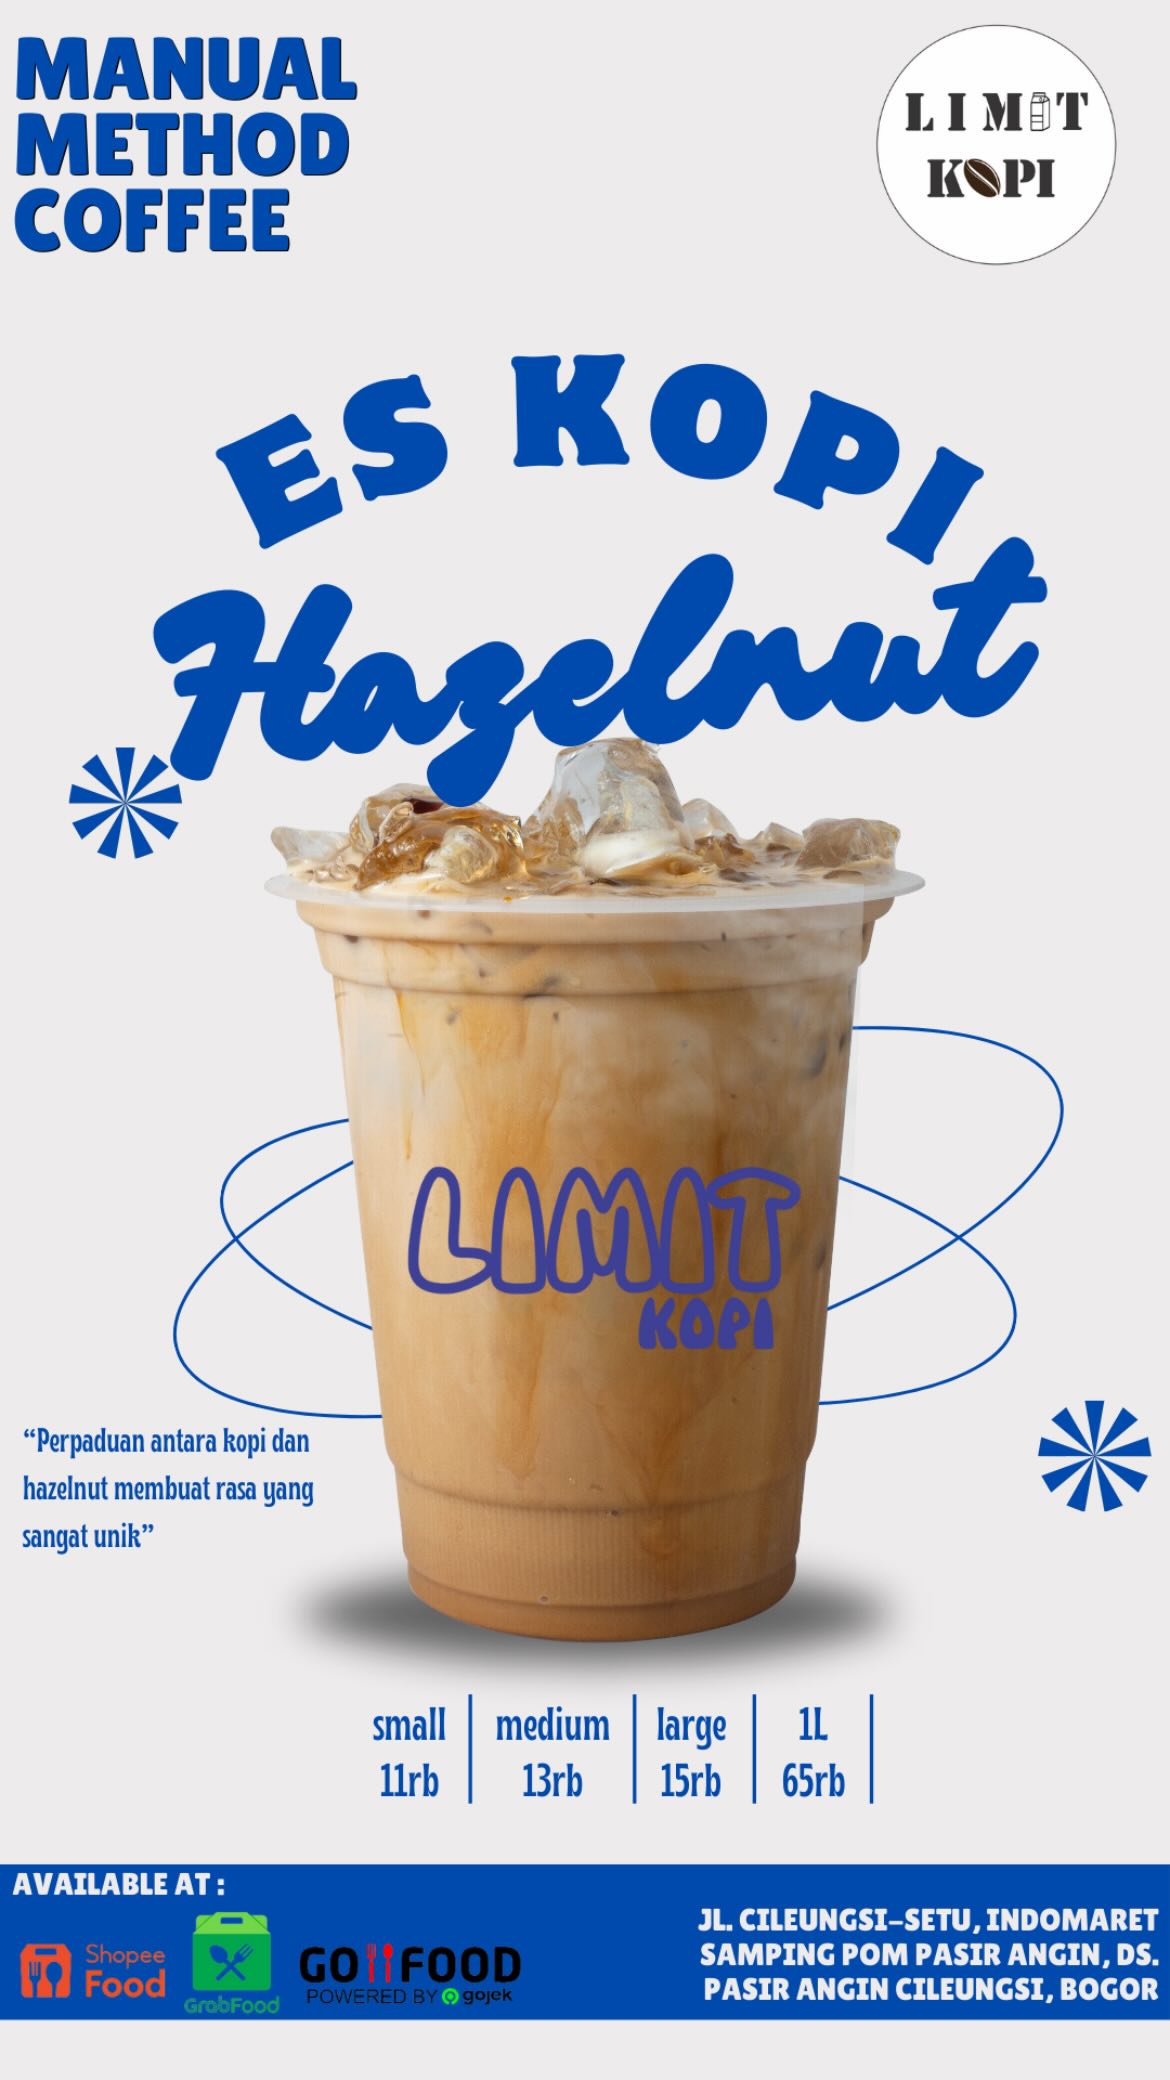 MANUAL
METHOD
COFFEE
LIMIT
KOPI
ES KOPI
Hazelnut
LIMIT
KOPI
“Perpaduan antara kopi dan
hazelnut membuat rasa yang
sangat unik”
small medium large 1L
11rb 13rb 15rb 65rb
AVAILABLE AT :
Shopee
Food
GrabFood
GOFOOD
POWERED BY gojek
JL. CILEUNGSI-SETU, INDOMARET
SAMPING POM PASIR ANGIN, DS.
PASIR ANGIN CILEUNGSI, BOGOR